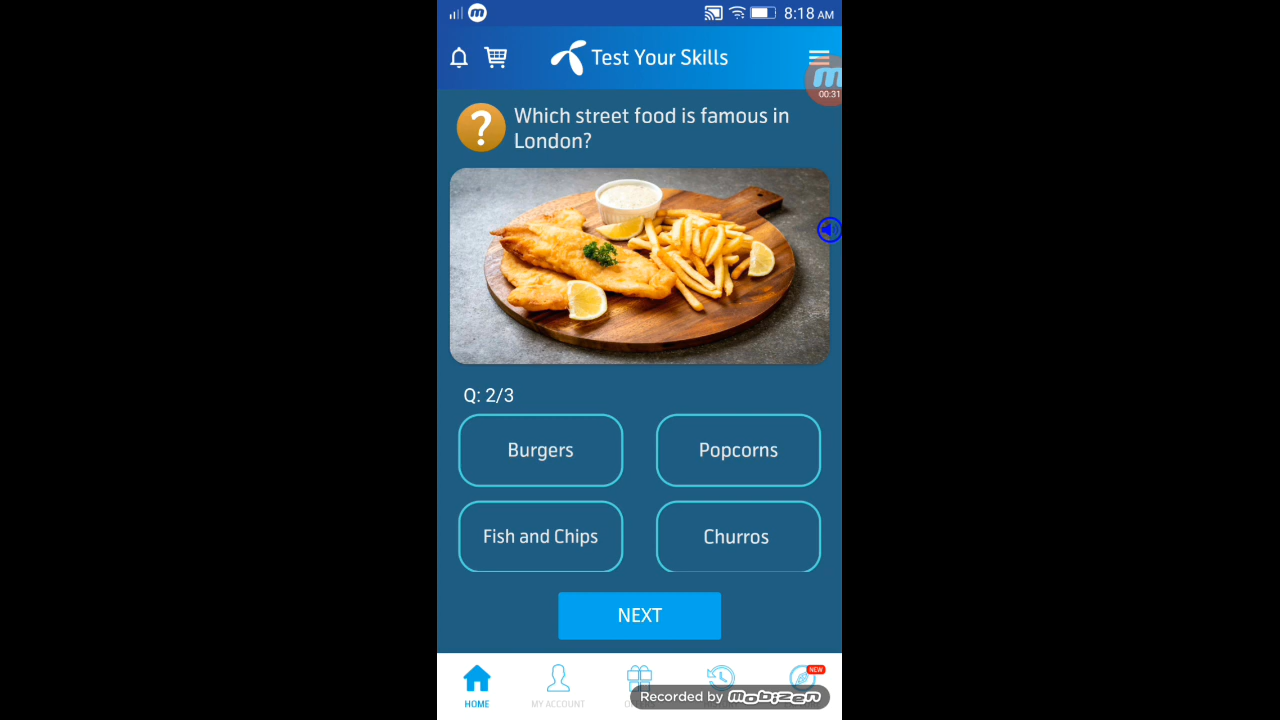 8:18 AM
Test Your Skills
00:31
?
Which street food is famous in
London?
Q: 2/3
Burgers
Popcorns
Fish and Chips
Churros
NEXT
NEW
HOME
MY ACCOUNT
Recorded by mobizen